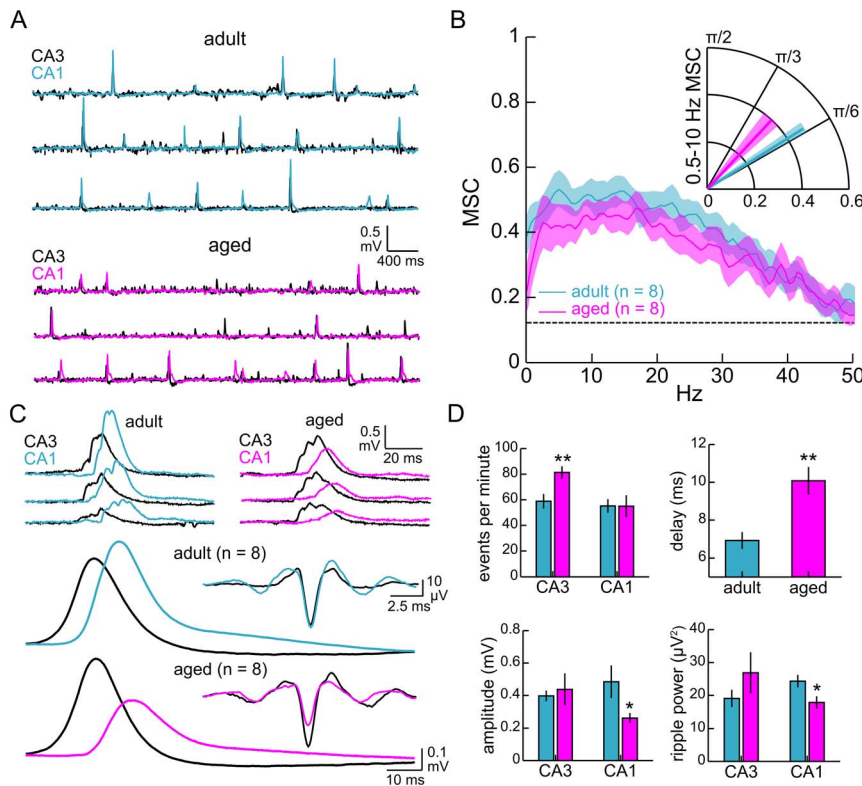 A
adult
CA3
CA1
0.5
mV
400 ms
aged
CA3
CA1
B
MSC
1
0.8
0.6
0.4
0.2
0
0
10
20
30
40
50
Hz
adult (n = 8)
aged (n = 8)
0.5-10 Hz MSC
π/2
π/3
π/6
0
0.2
0.4
0.6
C
adult
CA3
CA1
aged
CA3
CA1
0.5
mV
20 ms
adult (n = 8)
10
μV
2.5 ms
aged (n = 8)
0.1
mV
10 ms
D
events per minute
100
80
60
40
20
0
**
CA3
CA1
delay (ms)
12
10
8
6
**
adult
aged
amplitude (mV)
0.8
0.6
0.4
0.2
0
*
CA3
CA1
ripple power (μV²)
40
30
20
10
0
*
CA3
CA1